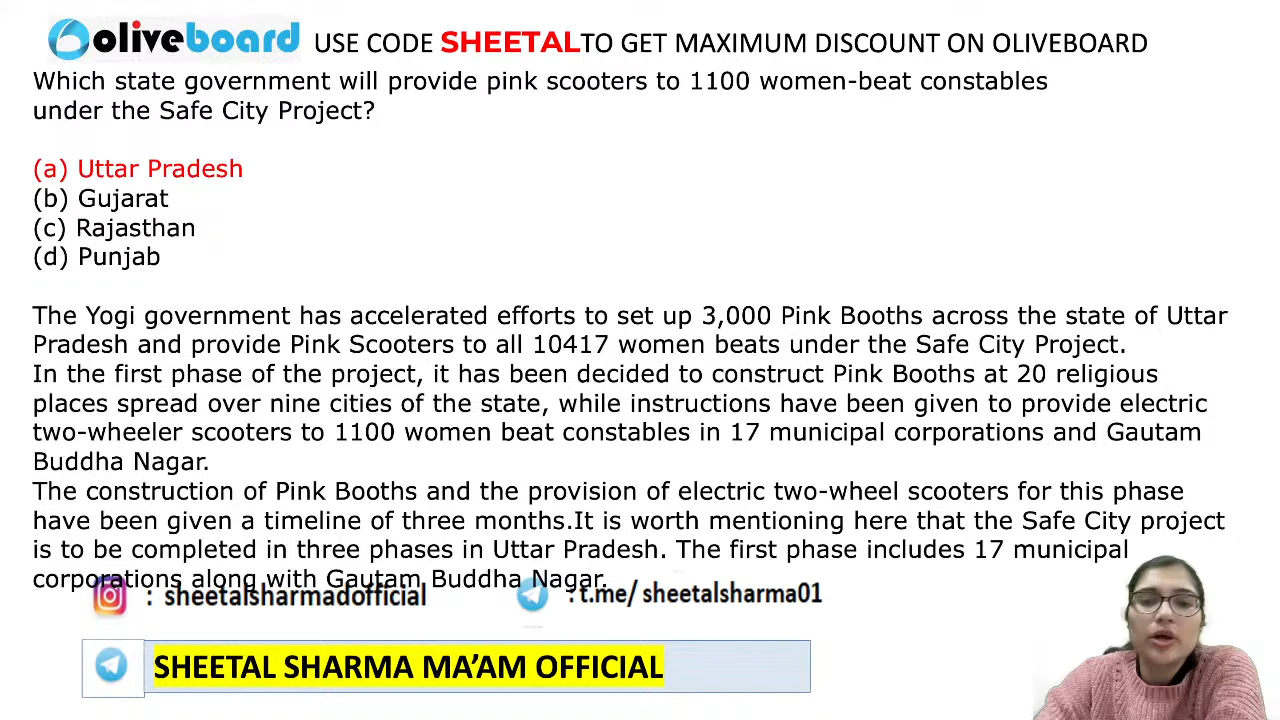 oliveboard USE CODE SHEETALTO GET MAXIMUM DISCOUNT ON OLIVEBOARD
Which state government will provide pink scooters to 1100 women-beat constables
under the Safe City Project?
(a) Uttar Pradesh
(b) Gujarat
(c) Rajasthan
(d) Punjab
The Yogi government has accelerated efforts to set up 3,000 Pink Booths across the state of Uttar
Pradesh and provide Pink Scooters to all 10417 women beats under the Safe City Project.
In the first phase of the project, it has been decided to construct Pink Booths at 20 religious
places spread over nine cities of the state, while instructions have been given to provide electric
two-wheeler scooters to 1100 women beat constables in 17 municipal corporations and Gautam
Buddha Nagar.
The construction of Pink Booths and the provision of electric two-wheel scooters for this phase
have been given a timeline of three months.It is worth mentioning here that the Safe City project
is to be completed in three phases in Uttar Pradesh. The first phase includes 17 municipal
corporations along with Gautam Buddha Nagar.
: sheetalsharmadofficial : t.me/ sheetalsharma01
SHEETAL SHARMA MA’AM OFFICIAL